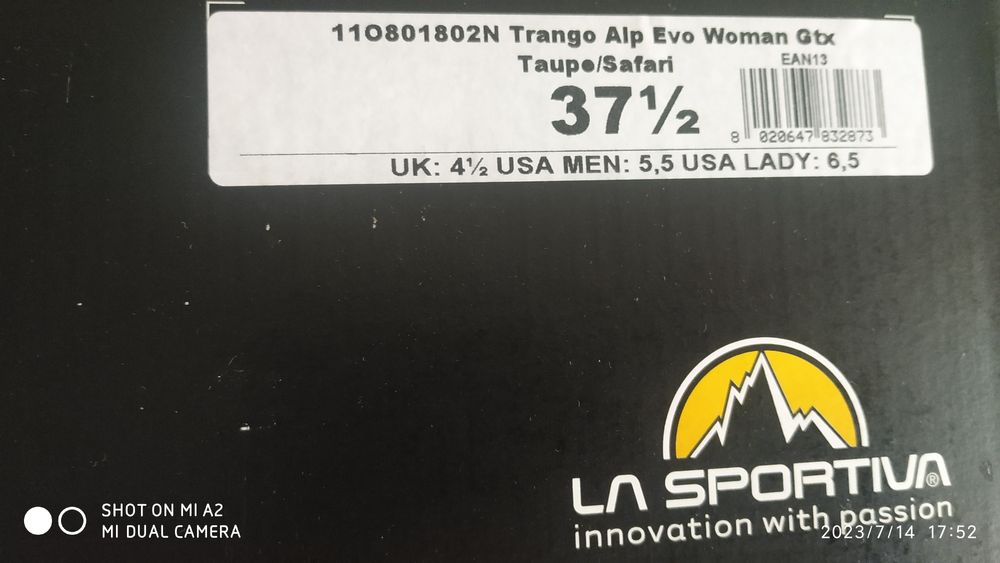 11O801802N Trango Alp Evo Woman Gtx
Taupe/Safari
EAN13
37½
8 020647 832873
UK: 4½ USA MEN: 5,5 USA LADY: 6,5
LA SPORTIVA®
innovation with passion
SHOT ON MI A2
MI DUAL CAMERA
2023/7/14 17:52